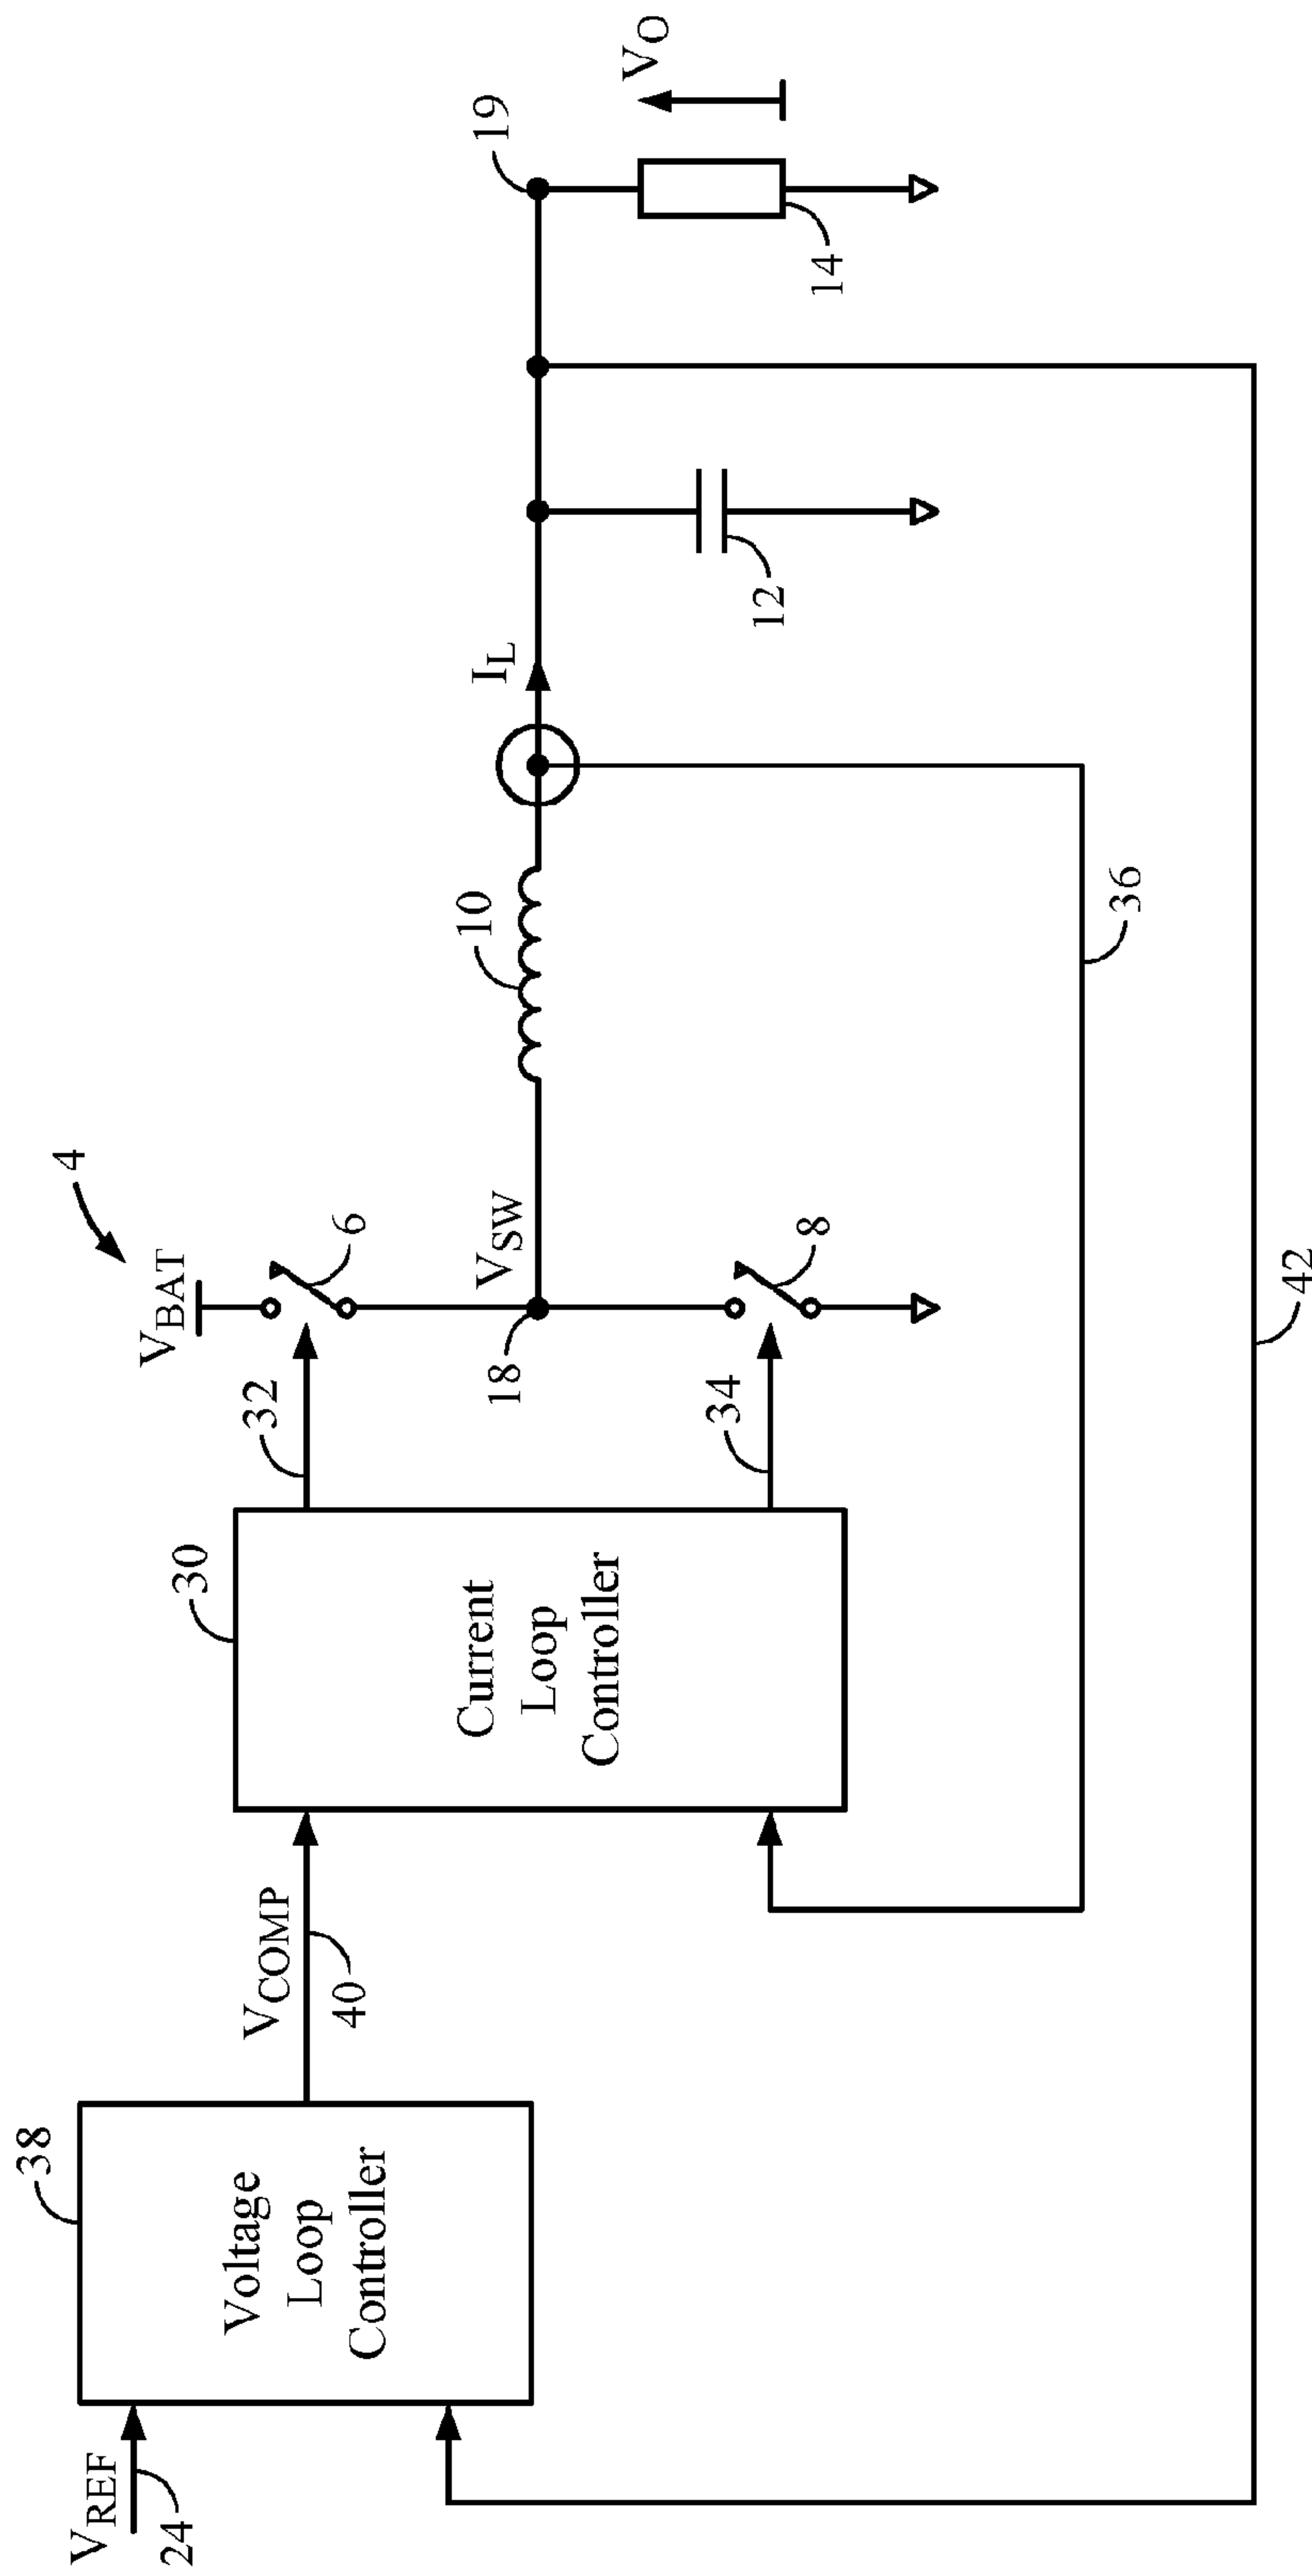 4
V_BAT
38
30
32
6
V_REF
24
Voltage
Loop
Controller
V_COMP
40
Current
Loop
Controller
18
V_SW
10
I_L
19
V_O
34
8
12
14
36
42